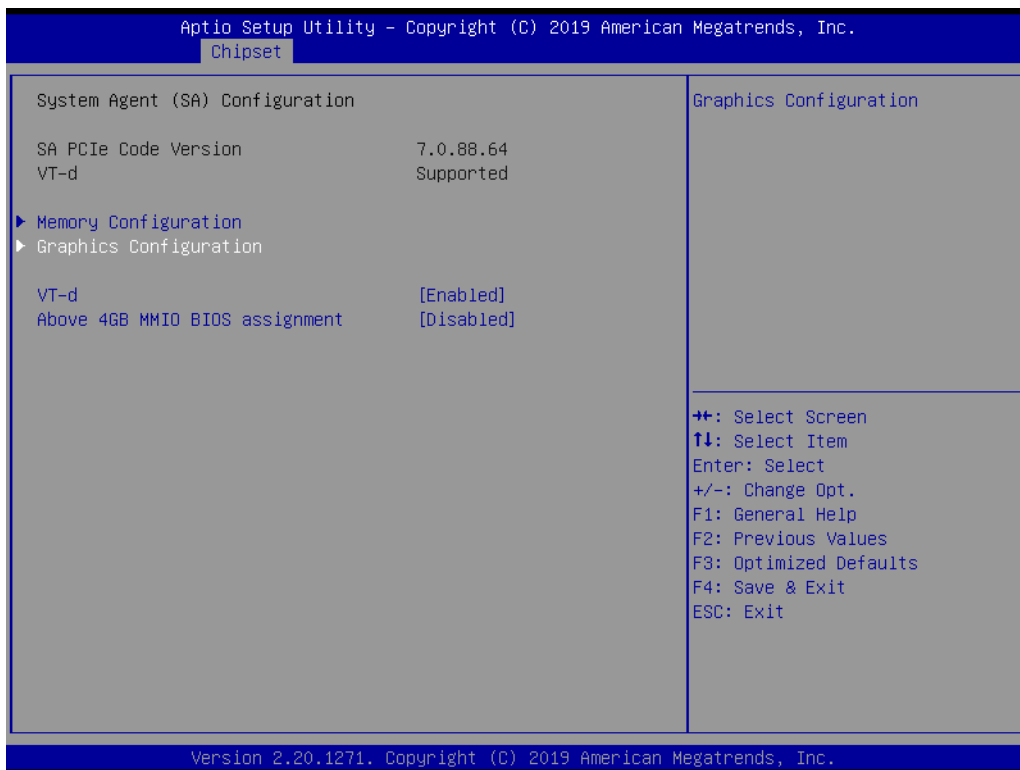 Aptio Setup Utility – Copyright (C) 2019 American Megatrends, Inc.
Chipset
System Agent (SA) Configuration
SA PCIe Code Version 7.0.88.64
VT-d Supported
Memory Configuration
Graphics Configuration
VT-d [Enabled]
Above 4GB MMIO BIOS assignment [Disabled]
Graphics Configuration
→←: Select Screen
↑↓: Select Item
Enter: Select
+/-: Change Opt.
F1: General Help
F2: Previous Values
F3: Optimized Defaults
F4: Save & Exit
ESC: Exit
Version 2.20.1271. Copyright (C) 2019 American Megatrends, Inc.